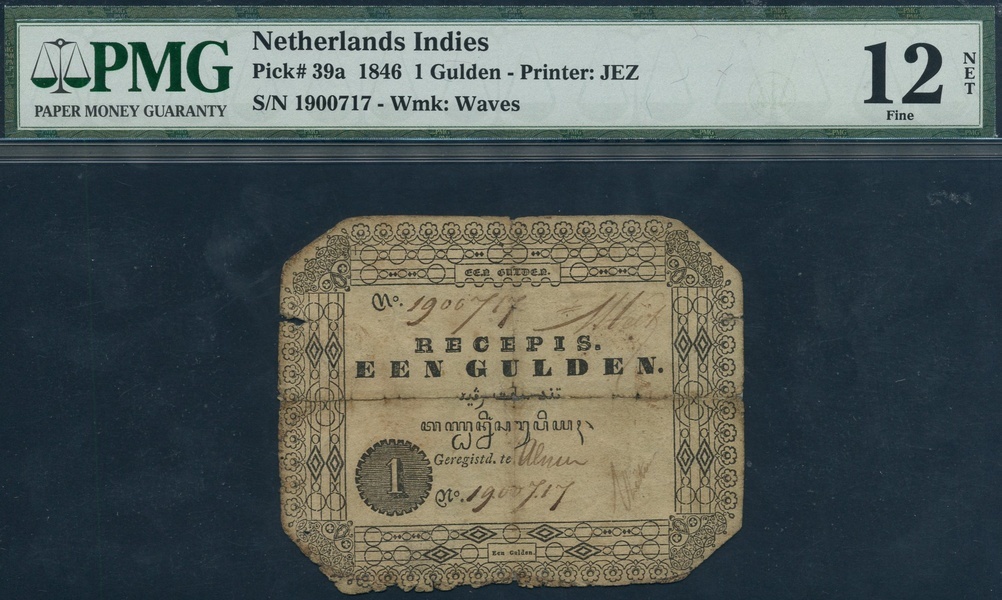 PMG
PAPER MONEY GUARANTY
Netherlands Indies
Pick# 39a 1846 1 Gulden - Printer: JEZ
S/N 1900717 - Wmk: Waves
12
Fine
NET
EEN GULDEN.
No. 1900717
RECEPIS.
EEN GULDEN.
1
Geregistd. te
No. 1900717
Een Gulden.